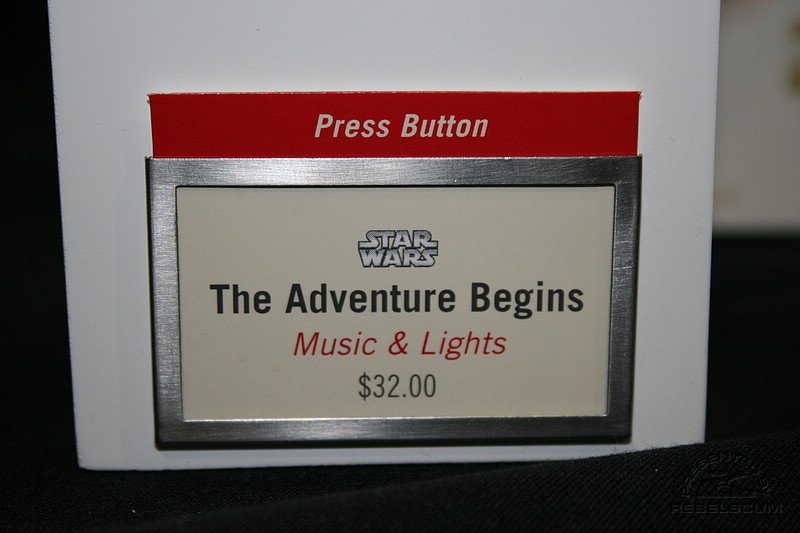 Press Button
STAR
WARS
The Adventure Begins
Music & Lights
$32.00
REBELSCUM